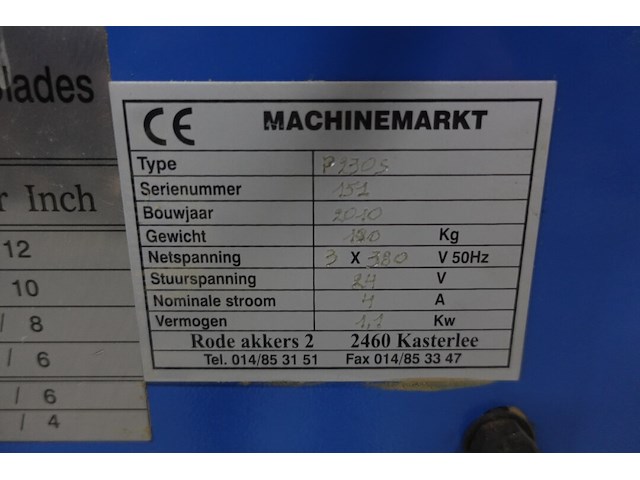 lades
r Inch
12
10
/ 8
/ 6
/ 6
/ 4
CE MACHINEMARKT
Type P230S
Serienummer 151
Bouwjaar 2010
Gewicht Kg
Netspanning 3 X 380 V 50Hz
Stuurspanning 24 V
Nominale stroom 4 A
Vermogen 1,1 Kw
Rode akkers 2 2460 Kasterlee
Tel. 014/85 31 51 Fax 014/85 33 47